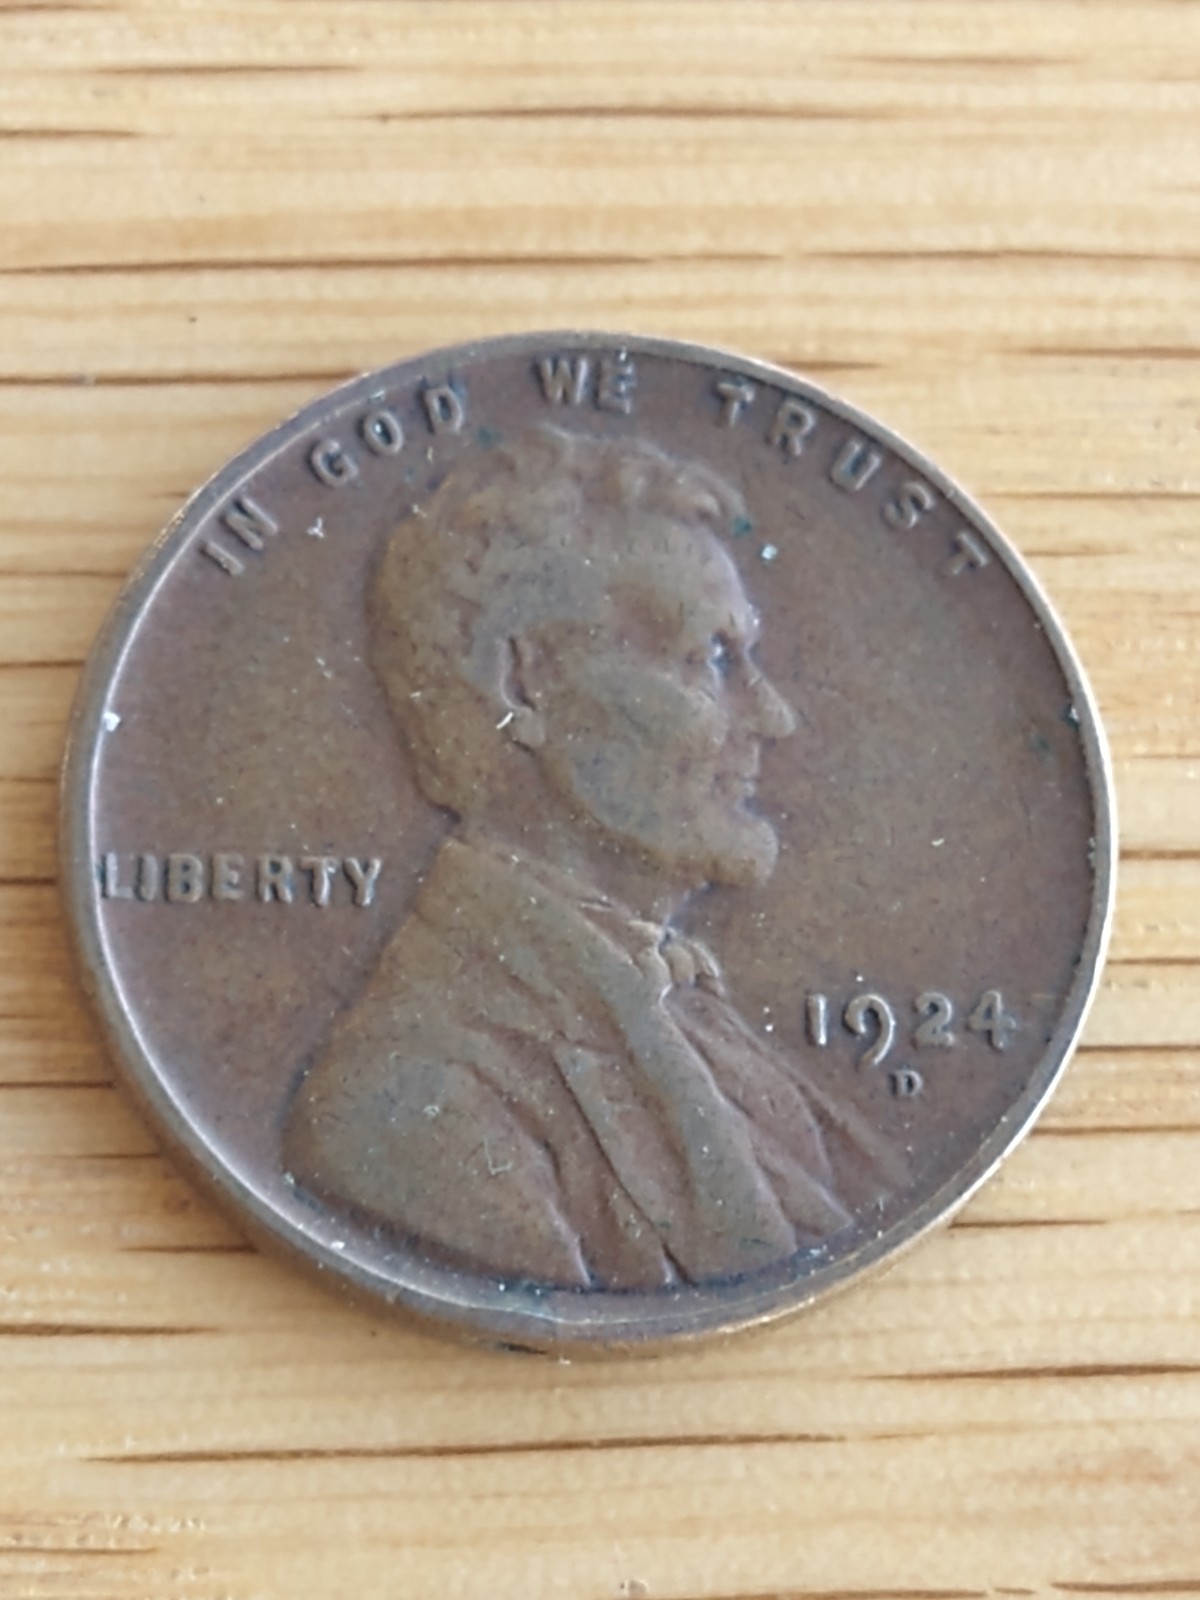 IN GOD WE TRUST
LIBERTY
1924
D